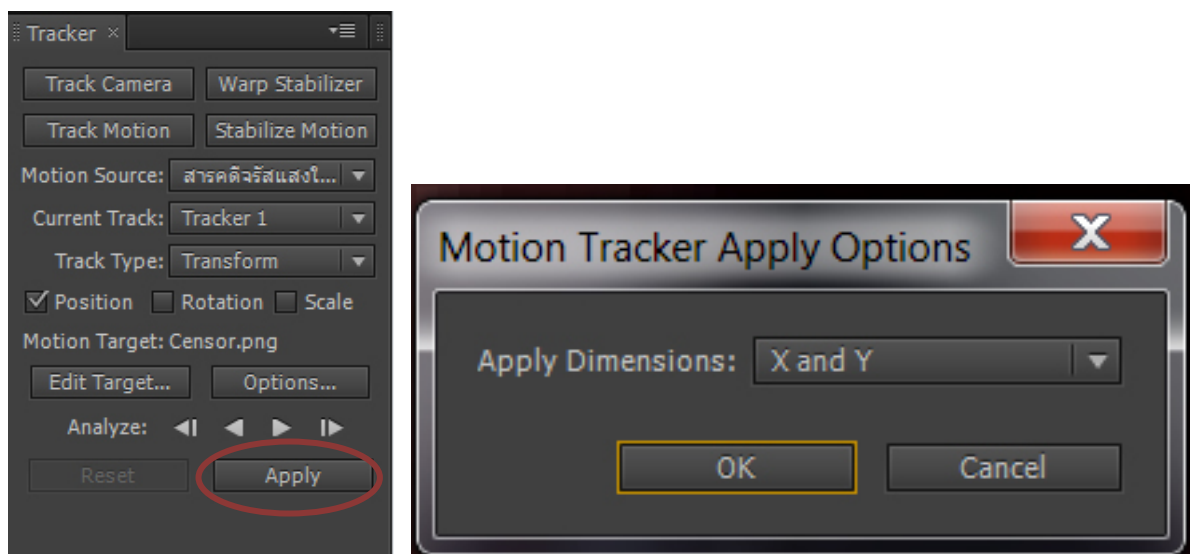 Tracker ×
Track Camera Warp Stabilizer
Track Motion Stabilize Motion
Motion Source: สารคดีจรัสแสงใ...
Current Track: Tracker 1
Track Type: Transform
Position Rotation Scale
Motion Target: Censor.png
Edit Target... Options...
Analyze:
Reset Apply
Motion Tracker Apply Options
Apply Dimensions: X and Y
OK Cancel